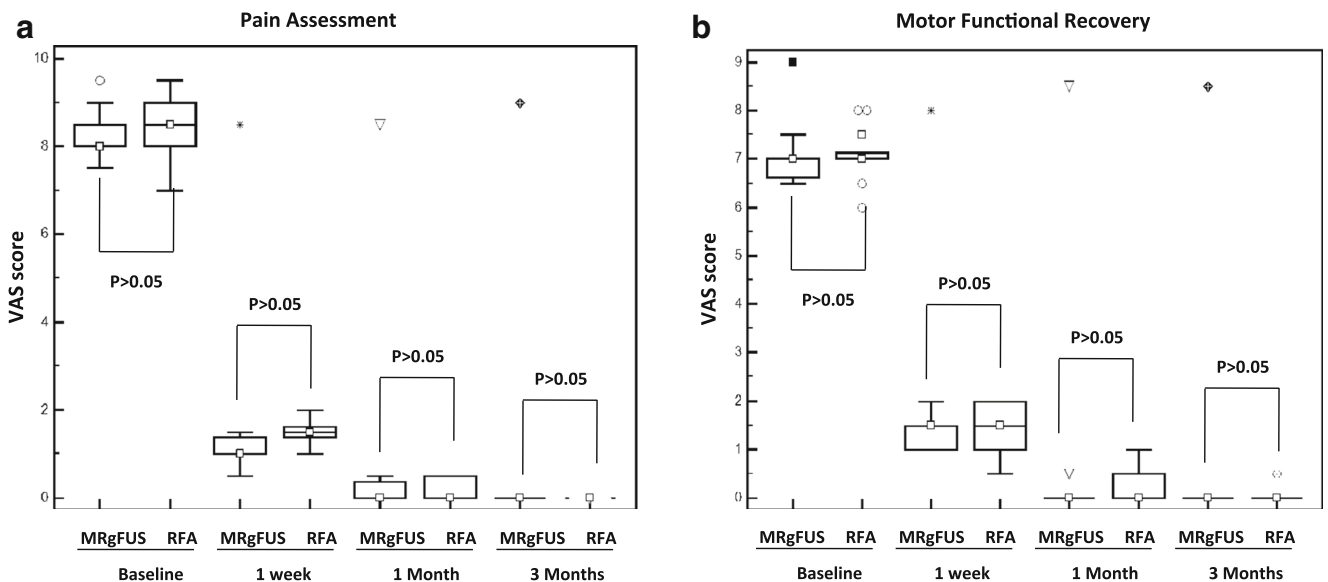 a
Pain Assessment
VAS score
10
8
6
4
2
0
P>0.05
P>0.05
P>0.05
P>0.05
MRgFUS RFA MRgFUS RFA MRgFUS RFA MRgFUS RFA
Baseline 1 week 1 Month 3 Months
b
Motor Functional Recovery
VAS score
9
8
7
6
5
4
3
2
1
0
P>0.05
P>0.05
P>0.05
P>0.05
MRgFUS RFA MRgFUS RFA MRgFUS RFA MRgFUS RFA
Baseline 1 week 1 Month 3 Months